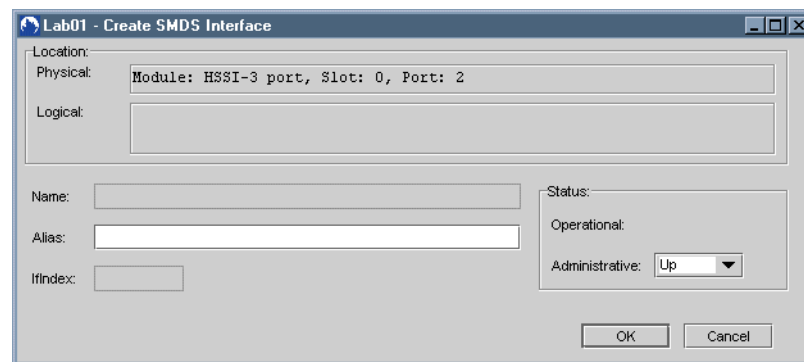 Lab01 - Create SMDS Interface
Location:
Physical: Module: HSSI-3 port, Slot: 0, Port: 2
Logical:
Name:
Alias:
IfIndex:
Status:
Operational:
Administrative: Up
OK Cancel